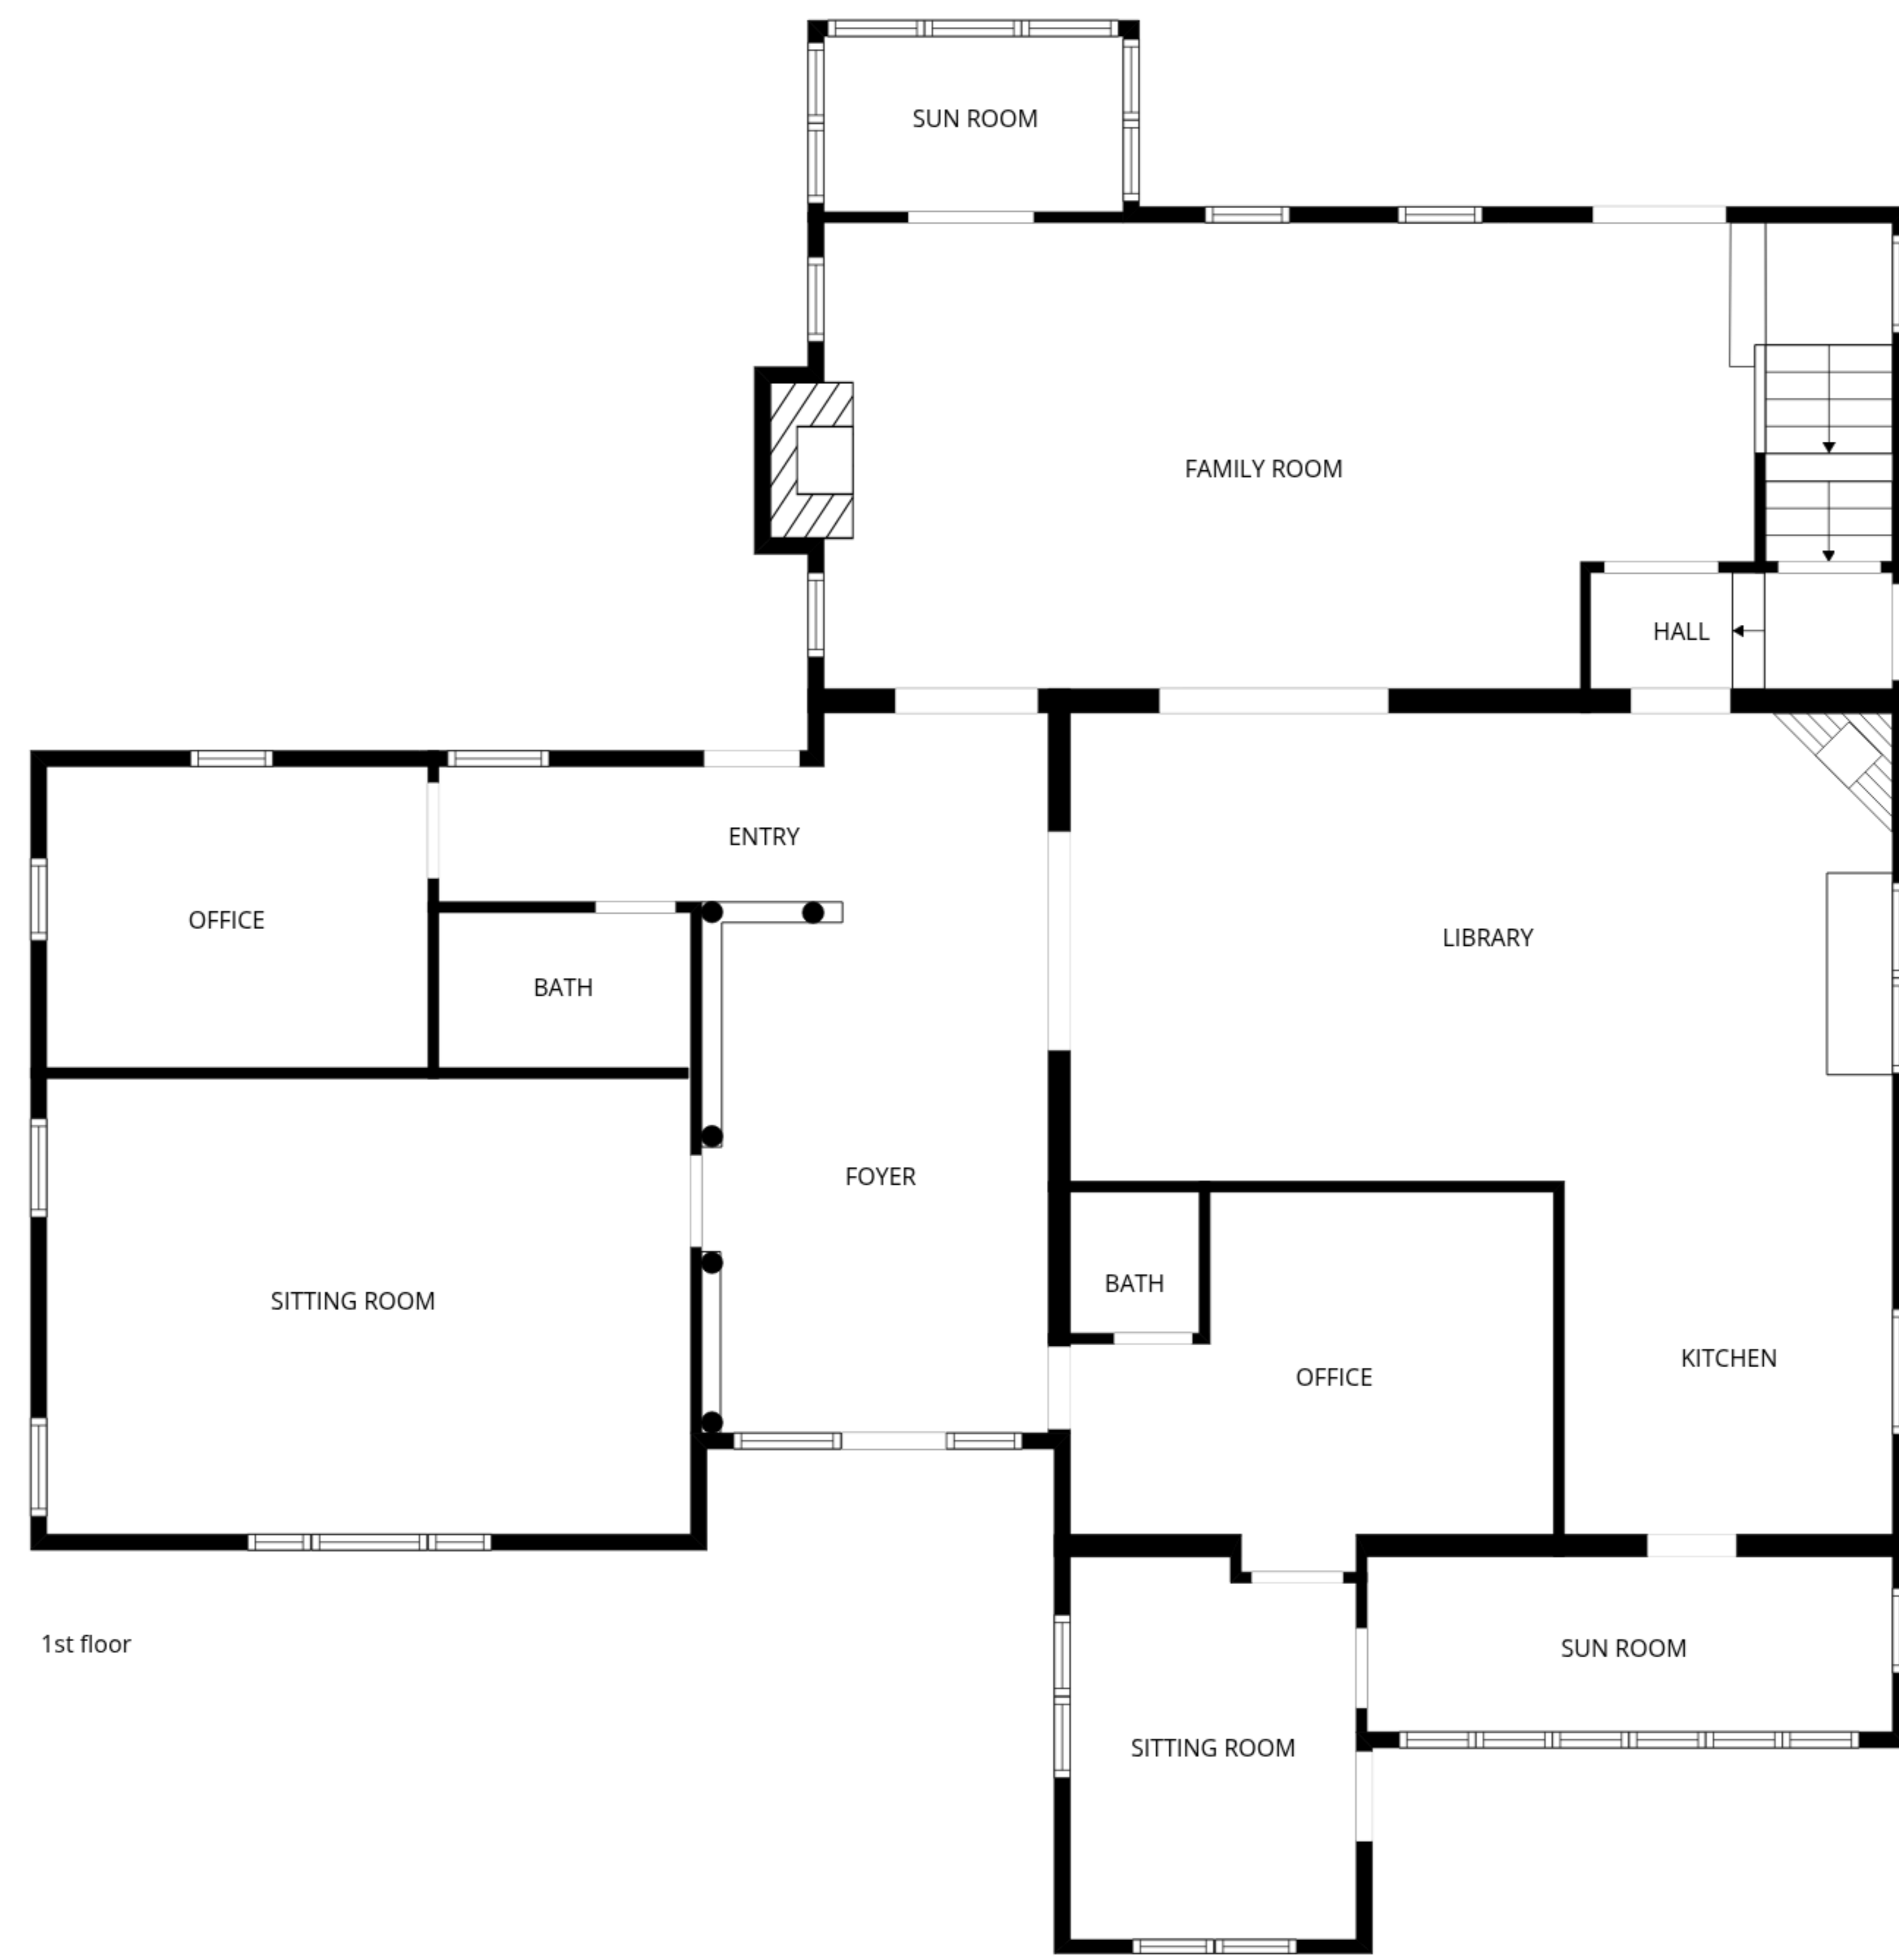 SUN ROOM
FAMILY ROOM
HALL
ENTRY
OFFICE
LIBRARY
BATH
FOYER
BATH
SITTING ROOM
KITCHEN
OFFICE
1st floor
SUN ROOM
SITTING ROOM